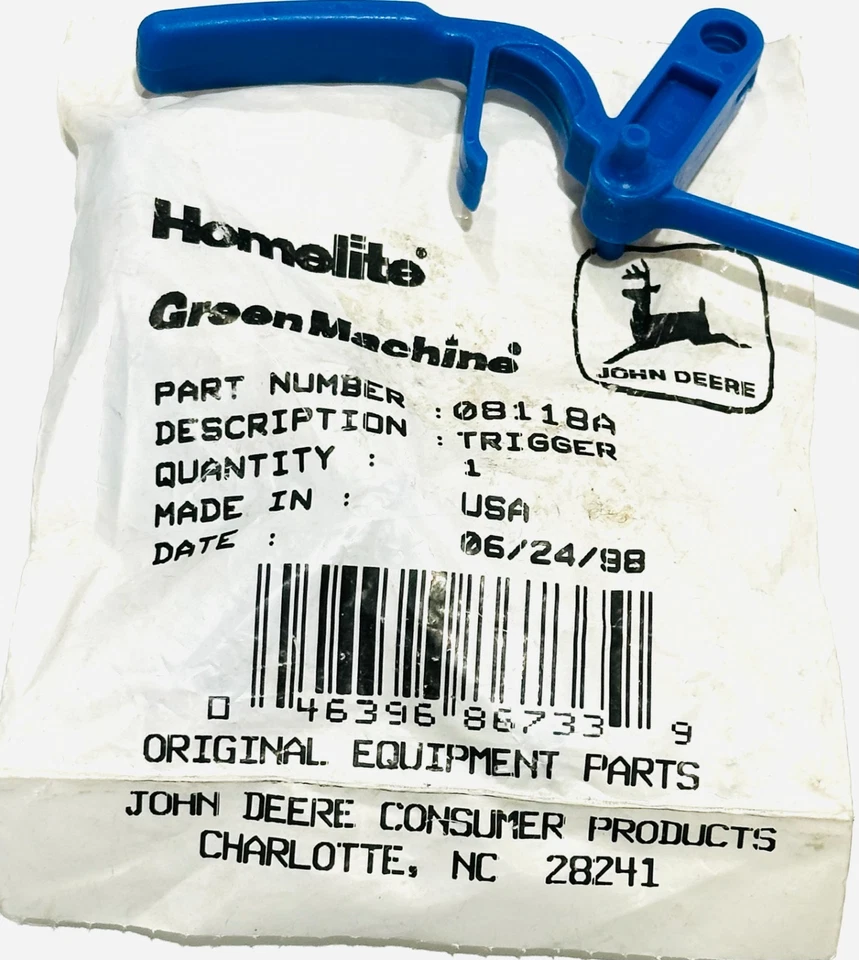 Homelite®
Green Machine®
JOHN DEERE
PART NUMBER : 08118A
DESCRIPTION : TRIGGER
QUANTITY : 1
MADE IN : USA
DATE : 06/24/98
0 46396 86733 9
ORIGINAL EQUIPMENT PARTS
JOHN DEERE CONSUMER PRODUCTS
CHARLOTTE, NC 28241